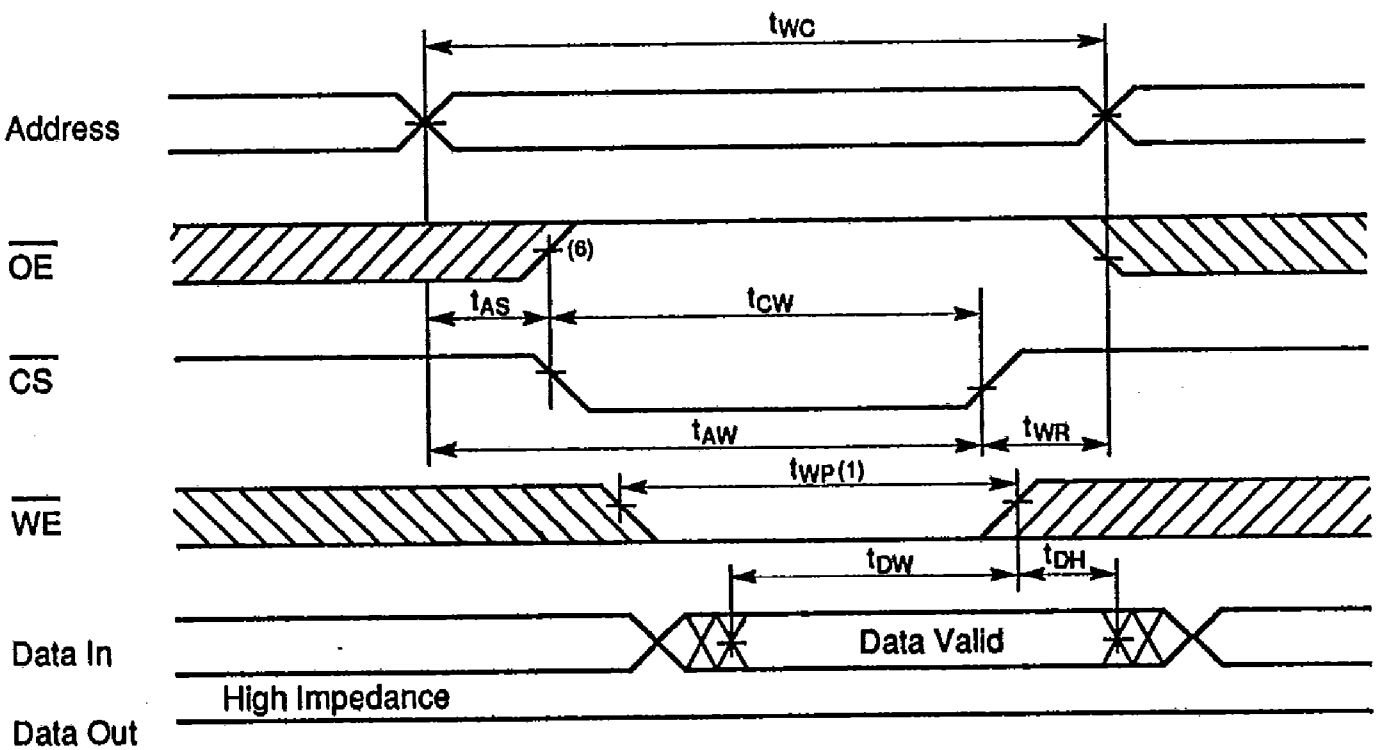 tWC
Address
OE
(6)
tAS
tCW
CS
tAW
tWR
tWP(1)
WE
tDW
tDH
Data In
Data Valid
High Impedance
Data Out